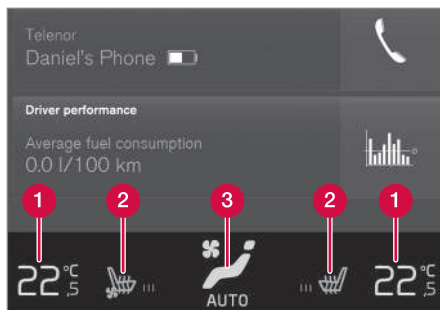 Telenor
Daniel's Phone
Driver performance
Average fuel consumption
0.0 l/100 km
1 2 3 2 1
22°C,5 22°C,5
AUTO